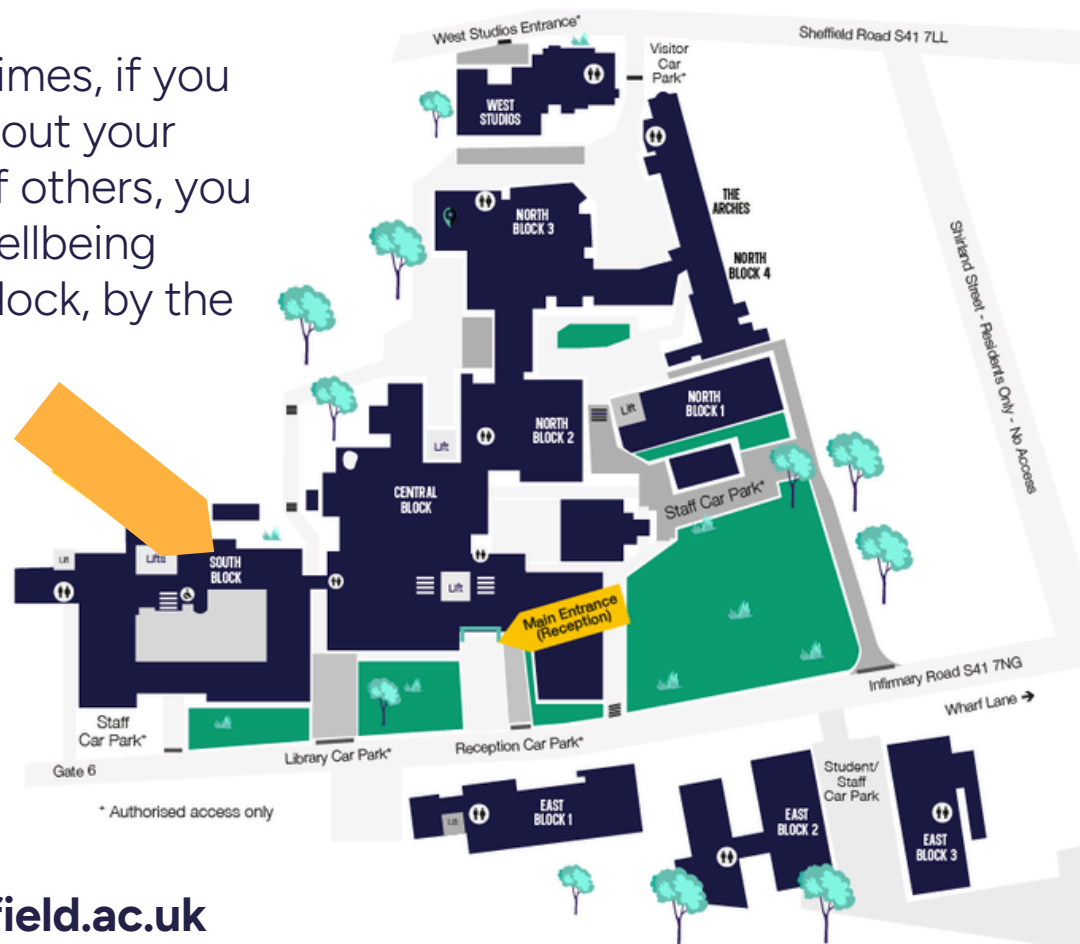 imes, if you
out your
f others, you
ellbeing
lock, by the
West Studios Entrance*
Sheffield Road S41 7LL
Visitor
Car
Park*
WEST
STUDIOS
THE
ARCHES
NORTH
BLOCK 3
NORTH
BLOCK 4
Shirland Street - Residents Only - No Access
Lift
NORTH
BLOCK 1
NORTH
BLOCK 2
Lift
CENTRAL
BLOCK
Staff Car Park*
Lift
Lifts
SOUTH
BLOCK
Lift
Main Entrance
(Reception)
Infirmary Road S41 7NG
Wharf Lane →
Staff
Car Park*
Library Car Park*
Reception Car Park*
Gate 6
Student/
Staff
Car Park
* Authorised access only
Lift
EAST
BLOCK 1
EAST
BLOCK 2
EAST
BLOCK 3
field.ac.uk